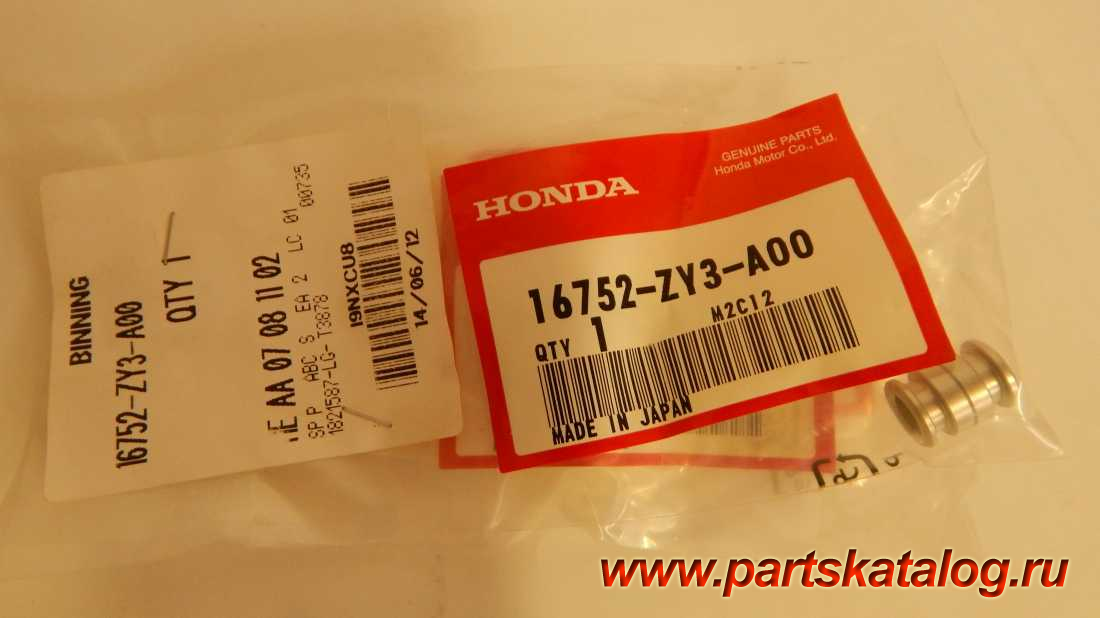 BINNING
16752-ZY3-A00
QTY 1
AA 07 08 11 02
SP P ABC S EA 2 LC 01
1821587-LG- T3878 00735
19NXCU8
14/06/12
HONDA
GENUINE PARTS
Honda Motor Co., Ltd.
16752-ZY3-A00
QTY 1
M2C12
MADE IN JAPAN
www.partskatalog.ru